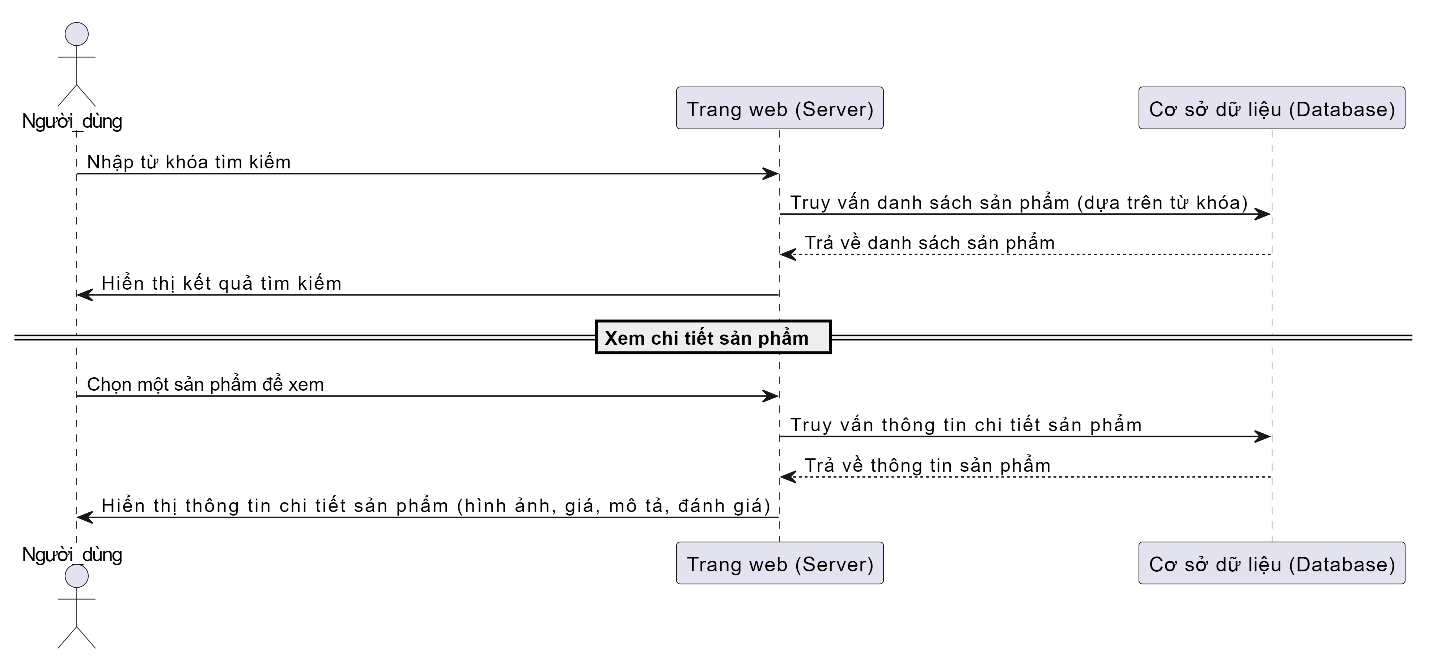 Người_dùng
Trang web (Server)
Cơ sở dữ liệu (Database)
Nhập từ khóa tìm kiếm
Truy vấn danh sách sản phẩm (dựa trên từ khóa)
Trả về danh sách sản phẩm
Hiển thị kết quả tìm kiếm
Xem chi tiết sản phẩm
Chọn một sản phẩm để xem
Truy vấn thông tin chi tiết sản phẩm
Trả về thông tin sản phẩm
Hiển thị thông tin chi tiết sản phẩm (hình ảnh, giá, mô tả, đánh giá)
Người_dùng
Trang web (Server)
Cơ sở dữ liệu (Database)